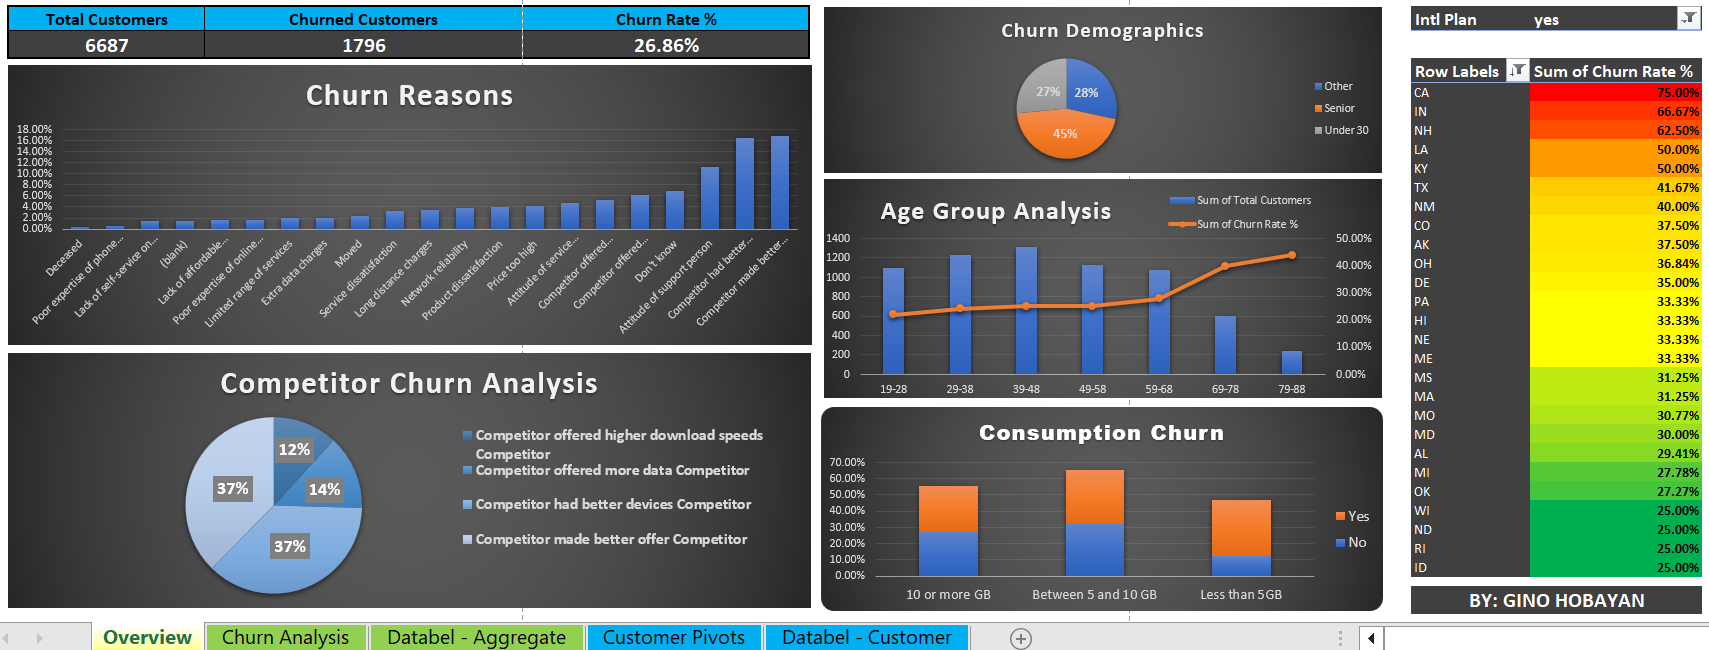 Total Customers Churned Customers Churn Rate %
6687 1796 26.86%
Churn Reasons
18.00%
16.00%
14.00%
12.00%
10.00%
8.00%
6.00%
4.00%
2.00%
0.00%
Deceased
Poor expertise of phone...
Lack of self-service on...
(blank)
Lack of affordable...
Poor expertise of online...
Limited range of services
Extra data charges
Moved
Service dissatisfaction
Long distance charges
Network reliability
Product dissatisfaction
Price too high
Attitude of service...
Competitor offered...
Competitor offered...
Don't know
Attitude of support person
Competitor had better...
Competitor made better...
Competitor Churn Analysis
12%
14%
37%
37%
Competitor offered higher download speeds
Competitor
Competitor offered more data Competitor
Competitor had better devices Competitor
Competitor made better offer Competitor
Churn Demographics
27%
28%
45%
Other
Senior
Under 30
Age Group Analysis
Sum of Total Customers
Sum of Churn Rate %
1400
1200
1000
800
600
400
200
0
50.00%
40.00%
30.00%
20.00%
10.00%
0.00%
19-28 29-38 39-48 49-58 59-68 69-78 79-88
Consumption Churn
70.00%
60.00%
50.00%
40.00%
30.00%
20.00%
10.00%
0.00%
10 or more GB Between 5 and 10 GB Less than 5GB
Yes
No
Intl Plan yes
Row Labels Sum of Churn Rate %
CA 75.00%
IN 66.67%
NH 62.50%
LA 50.00%
KY 50.00%
TX 41.67%
NM 40.00%
CO 37.50%
AK 37.50%
OH 36.84%
DE 35.00%
PA 33.33%
HI 33.33%
NE 33.33%
ME 33.33%
MS 31.25%
MA 31.25%
MO 30.77%
MD 30.00%
AL 29.41%
MI 27.78%
OK 27.27%
WI 25.00%
ND 25.00%
RI 25.00%
ID 25.00%
BY: GINO HOBAYAN
Overview Churn Analysis Databel - Aggregate Customer Pivots Databel - Customer